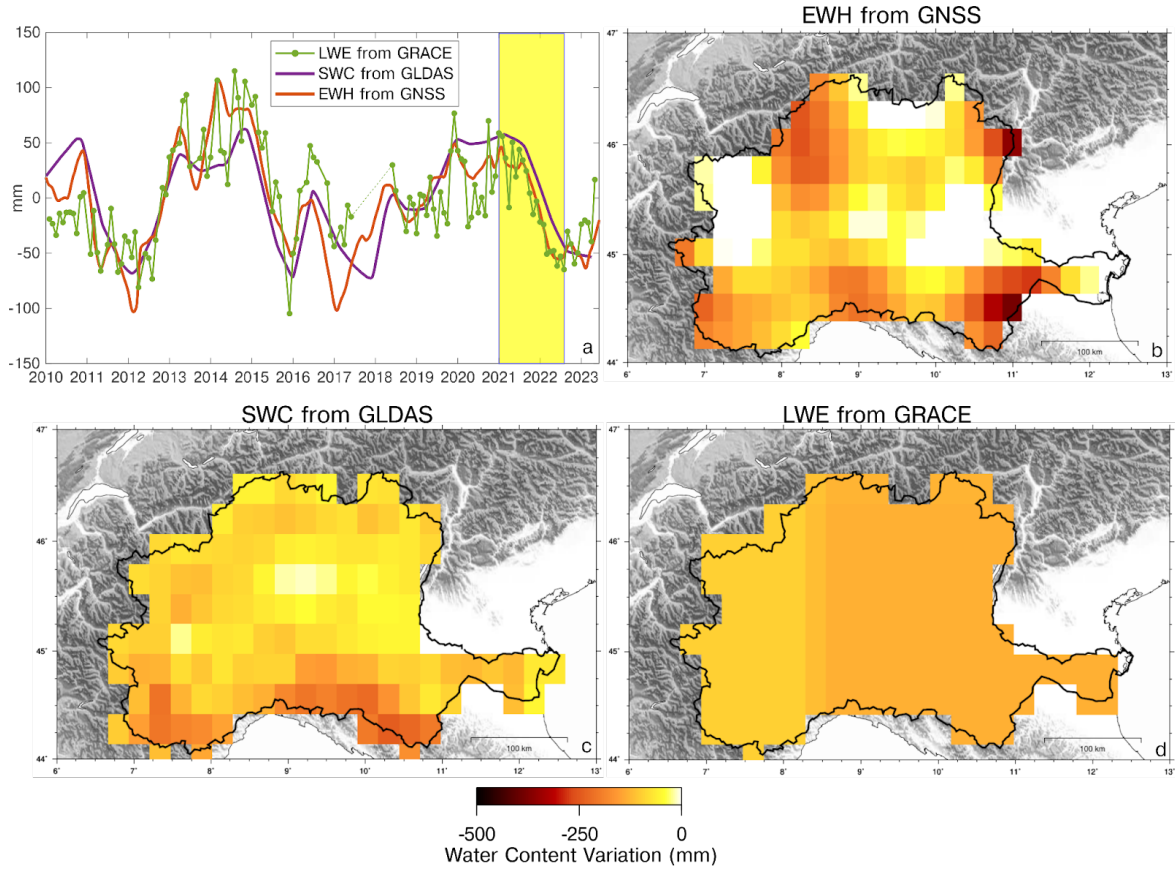 EWH from GNSS
150
100
50
0
-50
-100
-150
mm
LWE from GRACE
SWC from GLDAS
EWH from GNSS
a
2010 2011 2012 2013 2014 2015 2016 2017 2018 2019 2020 2021 2022 2023
47˚
46˚
45˚
44˚
100 km
b
6˚ 7˚ 8˚ 9˚ 10˚ 11˚ 12˚ 13˚
SWC from GLDAS
47˚
46˚
45˚
44˚
100 km
c
6˚ 7˚ 8˚ 9˚ 10˚ 11˚ 12˚ 13˚
LWE from GRACE
47˚
46˚
45˚
44˚
100 km
d
6˚ 7˚ 8˚ 9˚ 10˚ 11˚ 12˚ 13˚
-500 -250 0
Water Content Variation (mm)